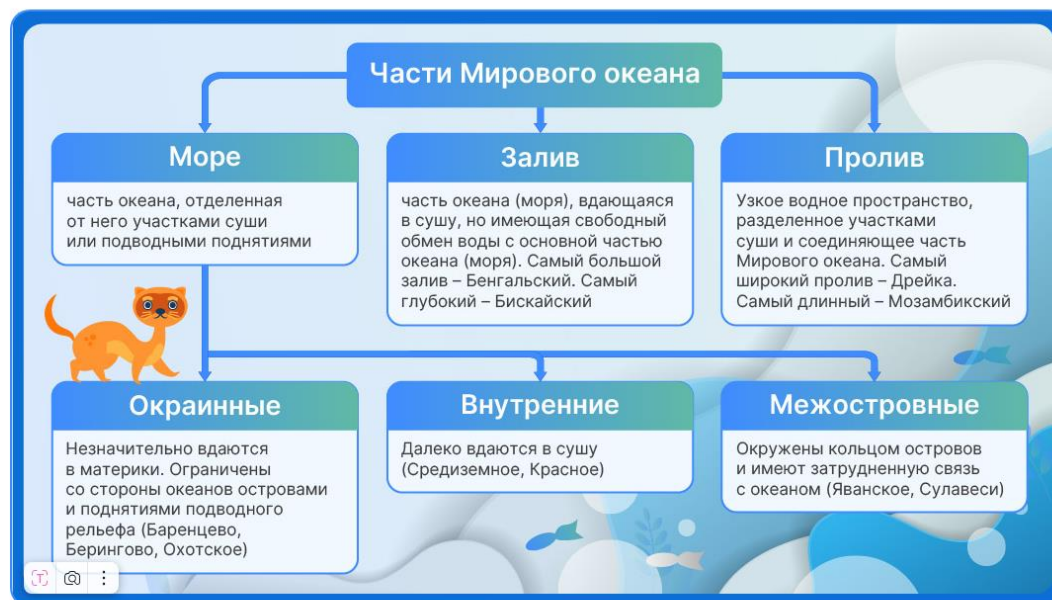 Части Мирового океана
Море
часть океана, отделенная
от него участками суши
или подводными поднятиями
Залив
часть океана (моря), вдающаяся
в сушу, но имеющая свободный
обмен воды с основной частью
океана (моря). Самый большой
залив – Бенгальский. Самый
глубокий – Бискайский
Пролив
Узкое водное пространство,
разделенное участками
суши и соединяющее часть
Мирового океана. Самый
широкий пролив – Дрейка.
Самый длинный – Мозамбикский
Окраинные
Незначительно вдаются
в материки. Ограничены
со стороны океанов островами
и поднятиями подводного
рельефа (Баренцево,
Берингово, Охотское)
Внутренние
Далеко вдаются в сушу
(Средиземное, Красное)
Межостровные
Окружены кольцом островов
и имеют затрудненную связь
с океаном (Яванское, Сулавеси)